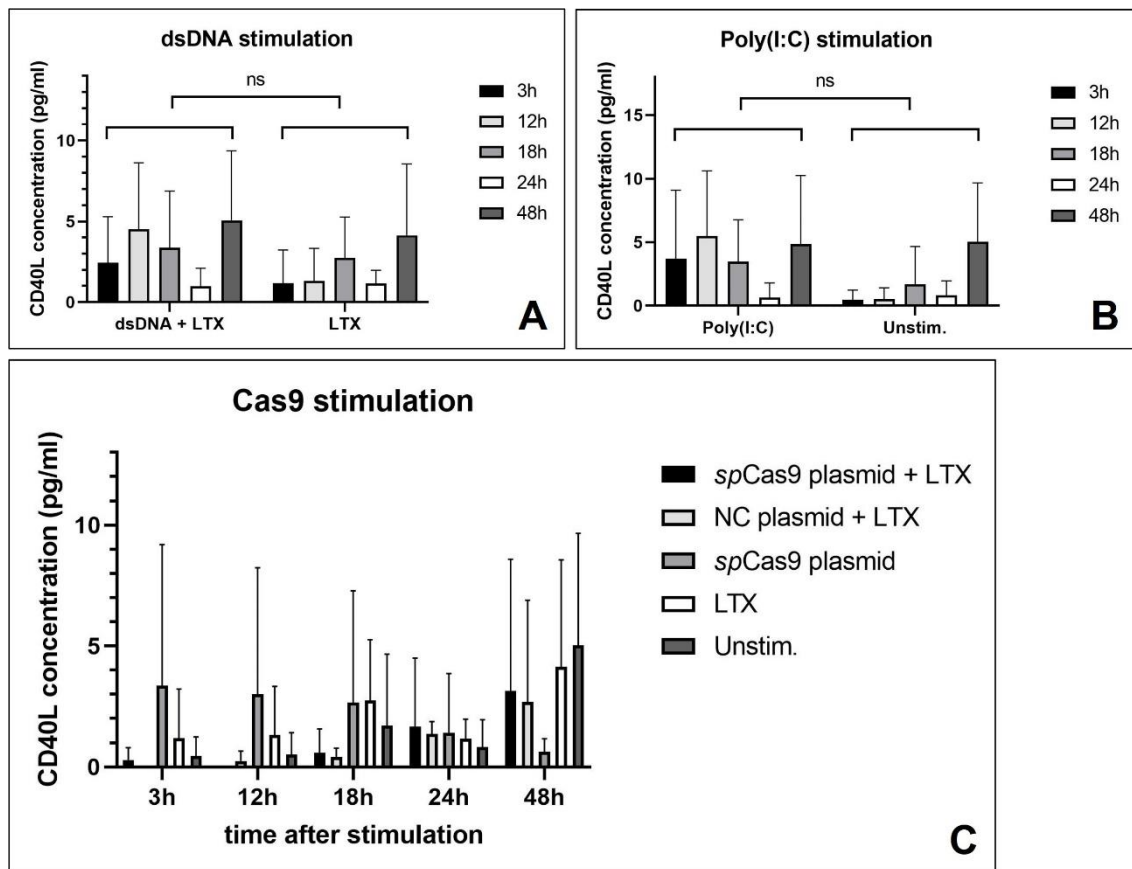 dsDNA stimulation
CD40L concentration (pg/ml)
10
5
0
ns
3h
12h
18h
24h
48h
dsDNA + LTX
LTX
A
Poly(I:C) stimulation
CD40L concentration (pg/ml)
15
10
5
0
ns
3h
12h
18h
24h
48h
Poly(I:C)
Unstim.
B
Cas9 stimulation
CD40L concentration (pg/ml)
10
5
0
spCas9 plasmid + LTX
NC plasmid + LTX
spCas9 plasmid
LTX
Unstim.
3h 12h 18h 24h 48h
time after stimulation
C